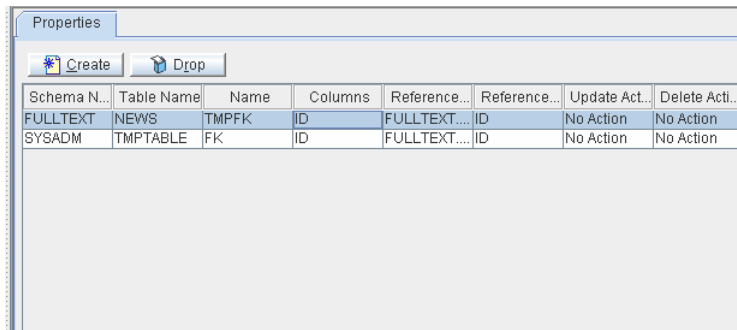 Properties
Create Drop
Schema N... Table Name Name Columns Reference... Reference... Update Act... Delete Acti...
FULLTEXT NEWS TMPFK ID FULLTEXT.... ID No Action No Action
SYSADM TMPTABLE FK ID FULLTEXT.... ID No Action No Action